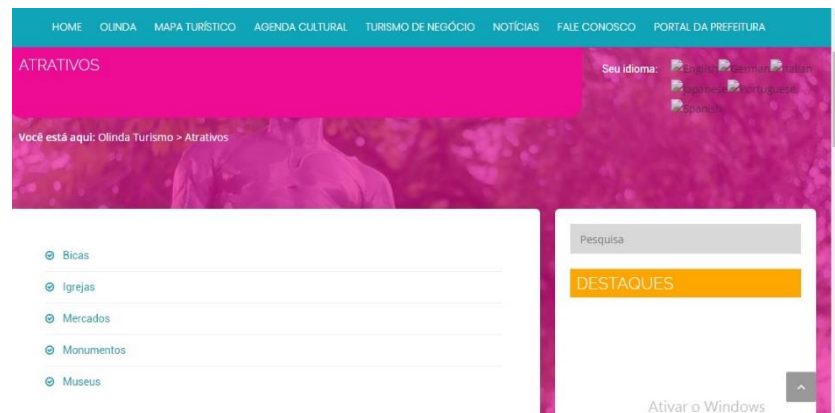 HOME OLINDA MAPA TURÍSTICO AGENDA CULTURAL TURISMO DE NEGÓCIO NOTÍCIAS FALE CONOSCO PORTAL DA PREFEITURA
ATRATIVOS
Seu idioma: English German Italian
Japanese Portuguese
Spanish
Você está aqui: Olinda Turismo > Atrativos
Bicas
Igrejas
Mercados
Monumentos
Museus
Pesquisa
DESTAQUES
Ativar o Windows